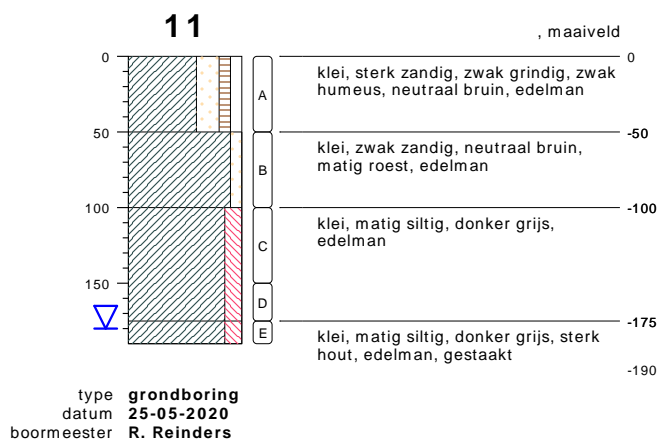 11
, maaiveld
0
0
A
klei, sterk zandig, zwak grindig, zwak
humeus, neutraal bruin, edelman
50
-50
B
klei, zwak zandig, neutraal bruin,
matig roest, edelman
100
-100
C
klei, matig siltig, donker grijs,
edelman
150
D
-175
E
klei, matig siltig, donker grijs, sterk
hout, edelman, gestaakt
-190
type grondboring
datum 25-05-2020
boormeester R. Reinders